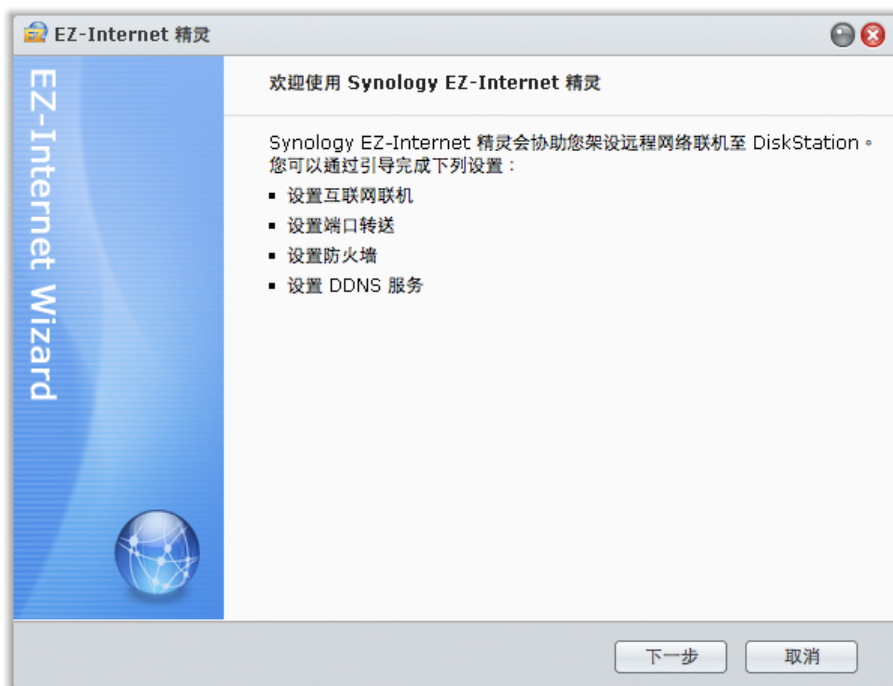 EZ-Internet 精灵
EZ-Internet Wizard
欢迎使用 Synology EZ-Internet 精灵
Synology EZ-Internet 精灵会协助您架设远程网络联机至 DiskStation。
您可以通过引导完成下列设置：
▪ 设置互联网联机
▪ 设置端口转送
▪ 设置防火墙
▪ 设置 DDNS 服务
下一步
取消